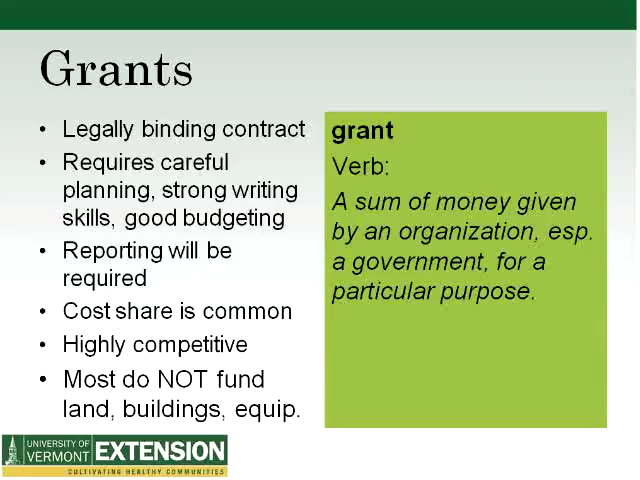 Grants
• Legally binding contract
• Requires careful
planning, strong writing
skills, good budgeting
• Reporting will be
required
• Cost share is common
• Highly competitive
• Most do NOT fund
land, buildings, equip.
grant
Verb:
A sum of money given
by an organization, esp.
a government, for a
particular purpose.
UNIVERSITY OF
VERMONT EXTENSION
CULTIVATING HEALTHY COMMUNITIES